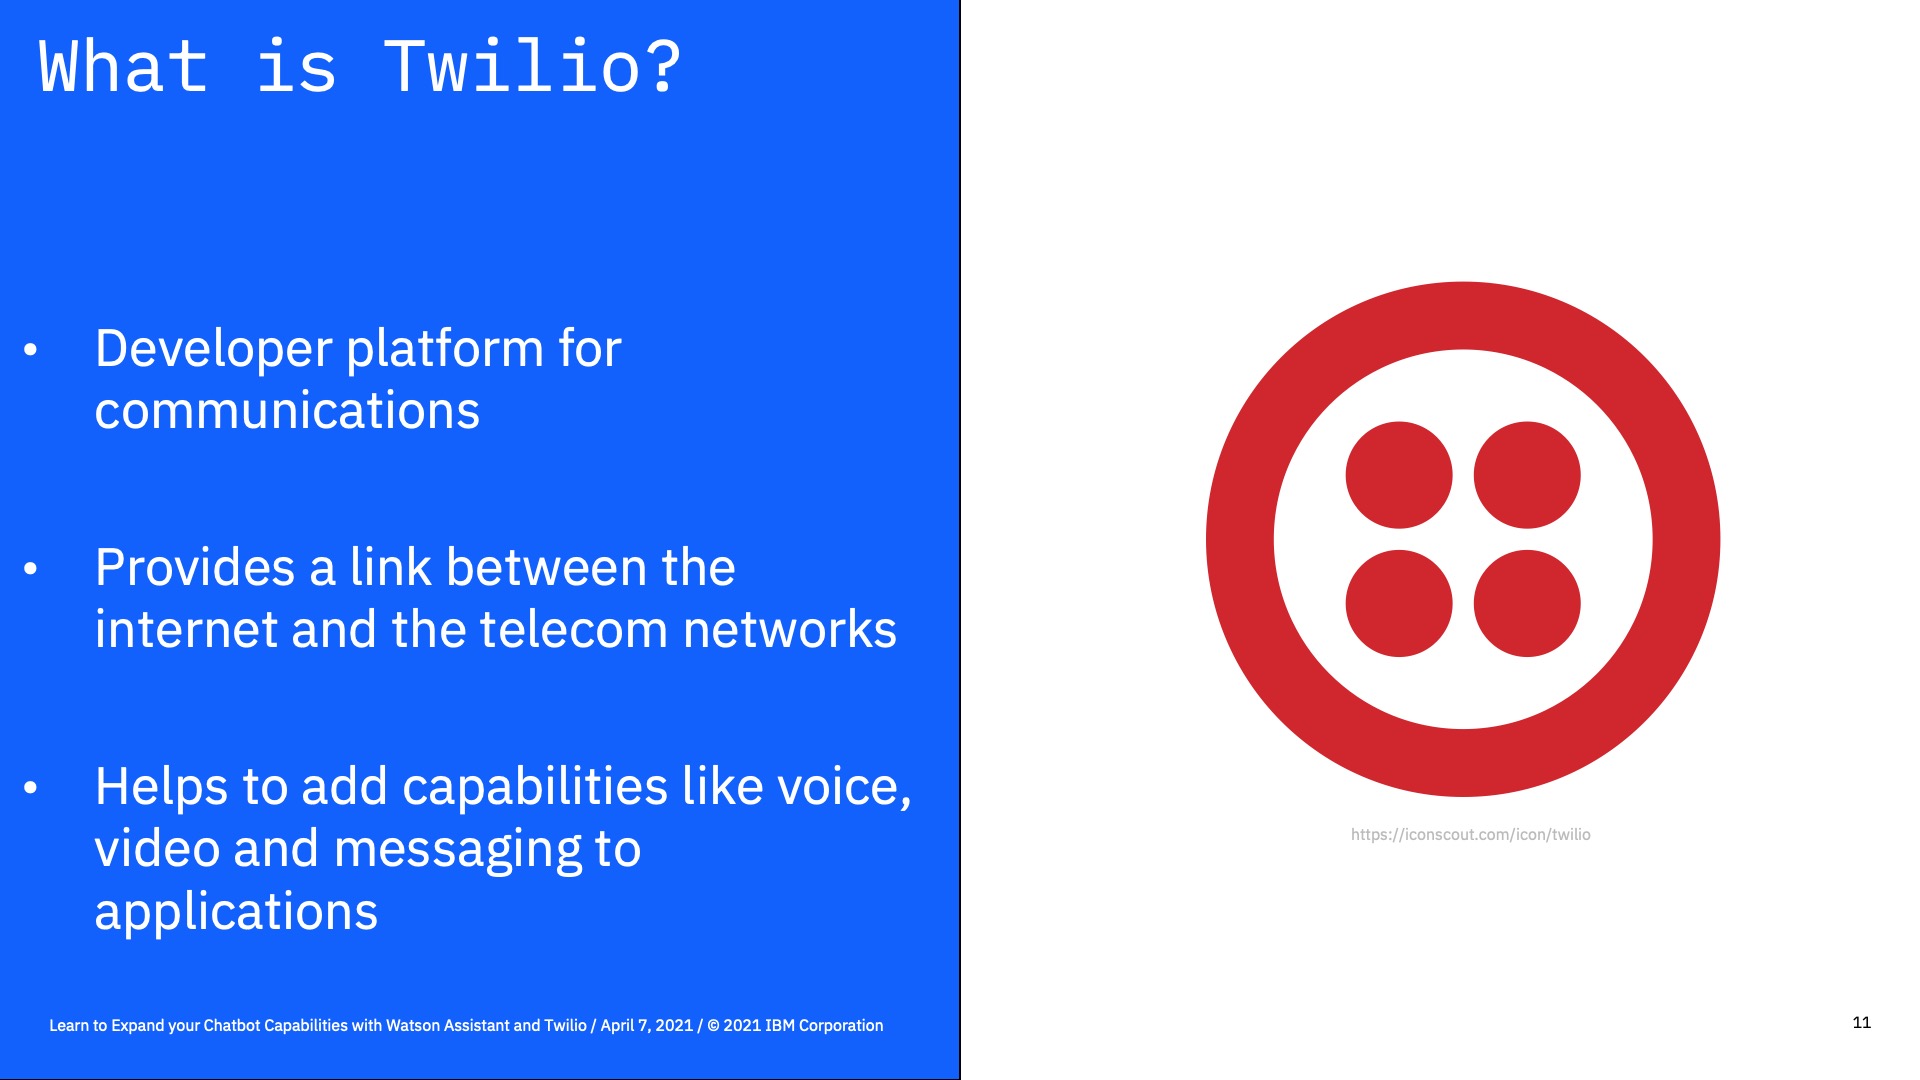 What is Twilio?
• Developer platform for
communications
• Provides a link between the
internet and the telecom networks
• Helps to add capabilities like voice,
video and messaging to
applications
https://iconscout.com/icon/twilio
Learn to Expand your Chatbot Capabilities with Watson Assistant and Twilio / April 7, 2021 / © 2021 IBM Corporation
11